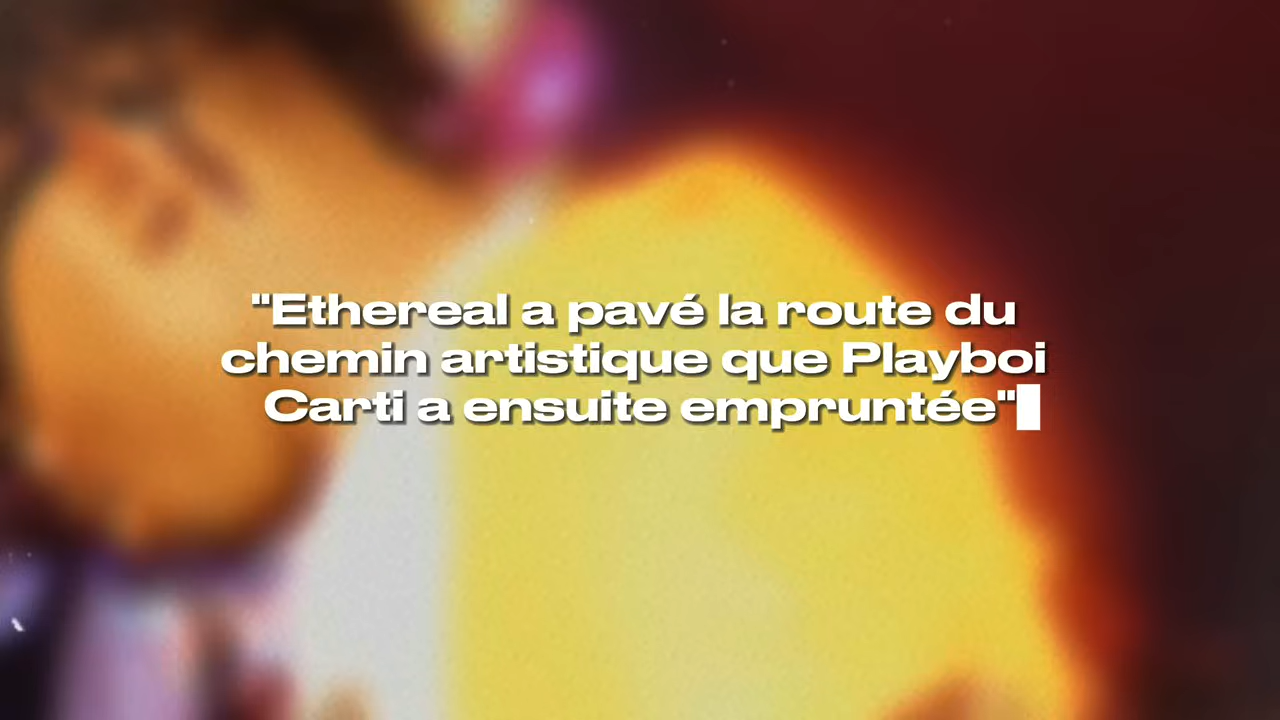 "Ethereal a pavé la route du
chemin artistique que Playboi
Carti a ensuite empruntée"